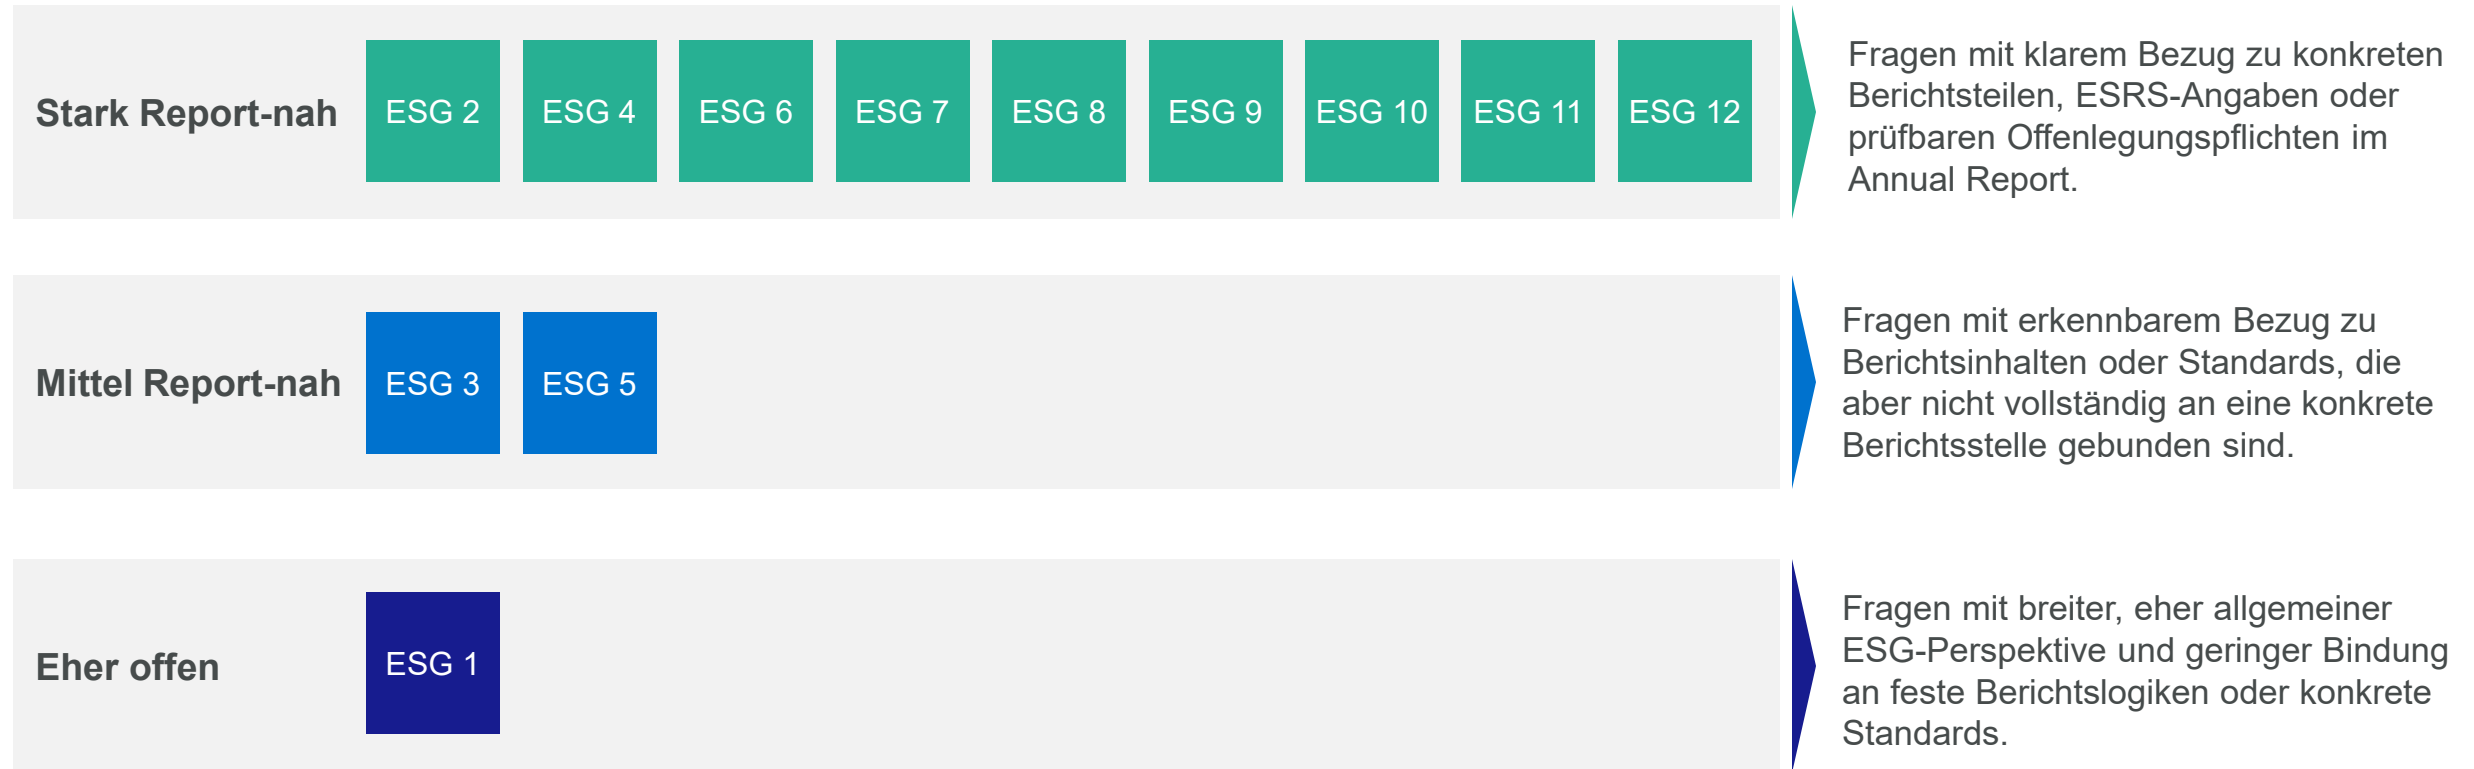 Stark Report-nah
ESG 2
ESG 4
ESG 6
ESG 7
ESG 8
ESG 9
ESG 10
ESG 11
ESG 12
Fragen mit klarem Bezug zu konkreten
Berichtsteilen, ESRS-Angaben oder
prüfbaren Offenlegungspflichten im
Annual Report.
Mittel Report-nah
ESG 3
ESG 5
Fragen mit erkennbarem Bezug zu
Berichtsinhalten oder Standards, die
aber nicht vollständig an eine konkrete
Berichtsstelle gebunden sind.
Eher offen
ESG 1
Fragen mit breiter, eher allgemeiner
ESG-Perspektive und geringer Bindung
an feste Berichtslogiken oder konkrete
Standards.